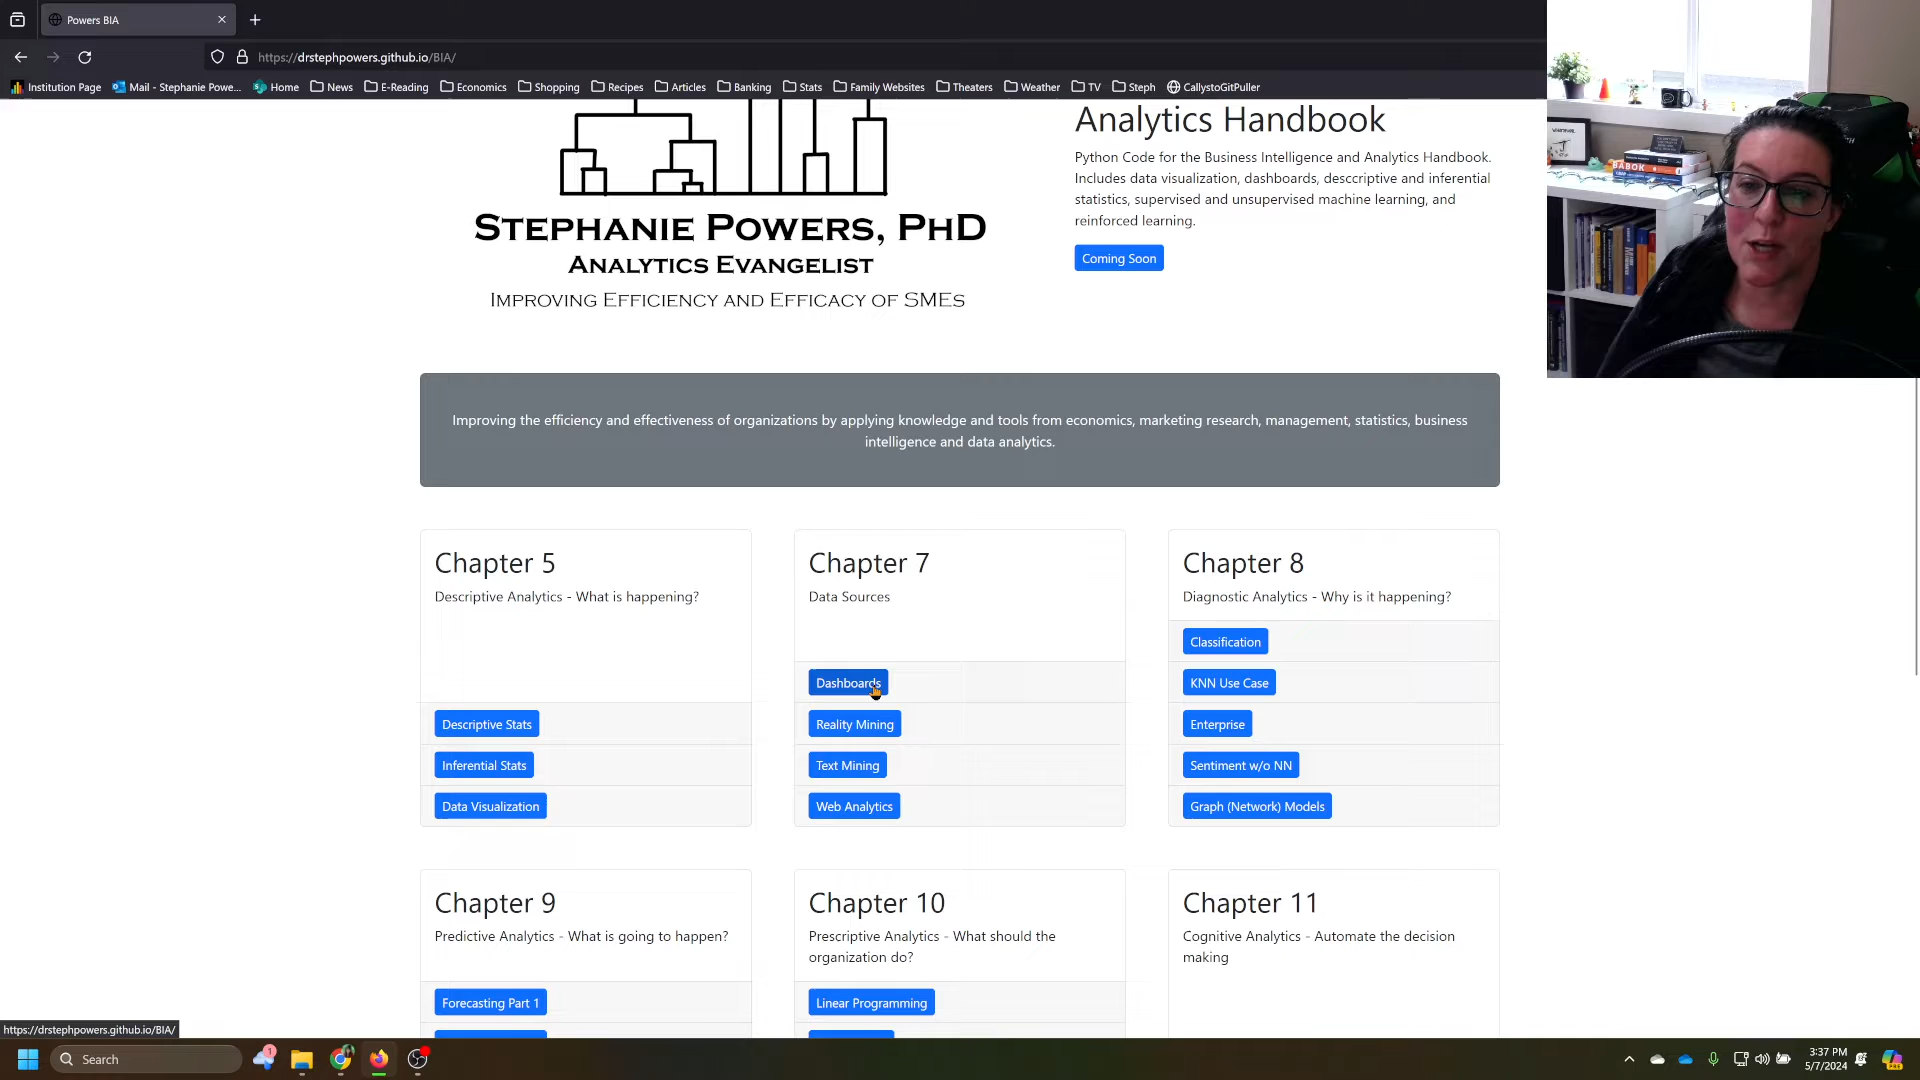 Powers BIA
https://drstephpowers.github.io/BIA/
Institution Page
Mail - Stephanie Powe...
Home
News
E-Reading
Economics
Shopping
Recipes
Articles
Banking
Stats
Family Websites
Theaters
Weather
TV
Steph
CallystoGitPuller
STEPHANIE POWERS, PHD
ANALYTICS EVANGELIST
IMPROVING EFFICIENCY AND EFFICACY OF SMES
Analytics Handbook
Python Code for the Business Intelligence and Analytics Handbook.
Includes data visualization, dashboards, desccriptive and inferential
statistics, supervised and unsupervised machine learning, and
reinforced learning.
Coming Soon
BABOK
Improving the efficiency and effectiveness of organizations by applying knowledge and tools from economics, marketing research, management, statistics, business
intelligence and data analytics.
Chapter 5
Descriptive Analytics - What is happening?
Descriptive Stats
Inferential Stats
Data Visualization
Chapter 7
Data Sources
Dashboards
Reality Mining
Text Mining
Web Analytics
Chapter 8
Diagnostic Analytics - Why is it happening?
Classification
KNN Use Case
Enterprise
Sentiment w/o NN
Graph (Network) Models
Chapter 9
Predictive Analytics - What is going to happen?
Forecasting Part 1
Chapter 10
Prescriptive Analytics - What should the
organization do?
Linear Programming
Chapter 11
Cognitive Analytics - Automate the decision
making
https://drstephpowers.github.io/BIA/
Search
1
3:37 PM
5/7/2024
PRE